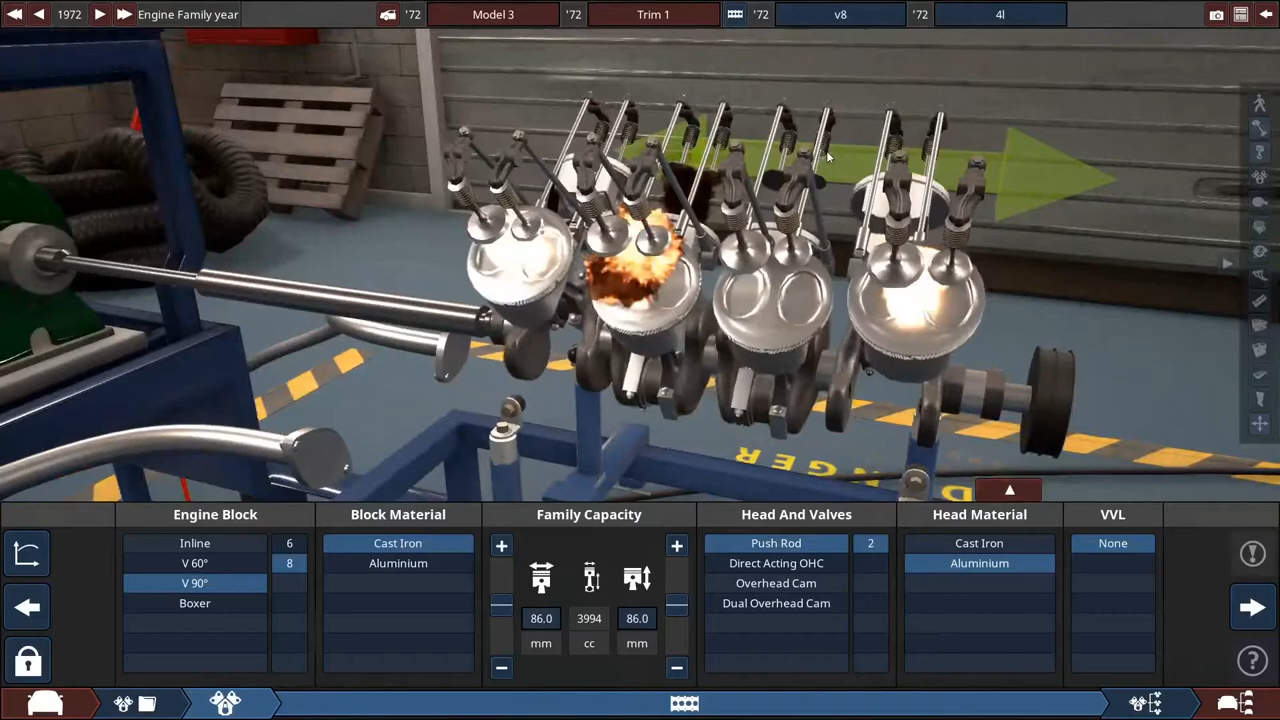 1972 Engine Family year '72 Model 3 '72 Trim 1 '72 v8 '72 4l
DANGER
Engine Block Block Material Family Capacity Head And Valves Head Material VVL
Inline 6 Cast Iron Push Rod 2 Cast Iron None
V 60° 8 Aluminium Direct Acting OHC Aluminium
V 90° Overhead Cam
Boxer Dual Overhead Cam
86.0 3994 86.0
mm cc mm